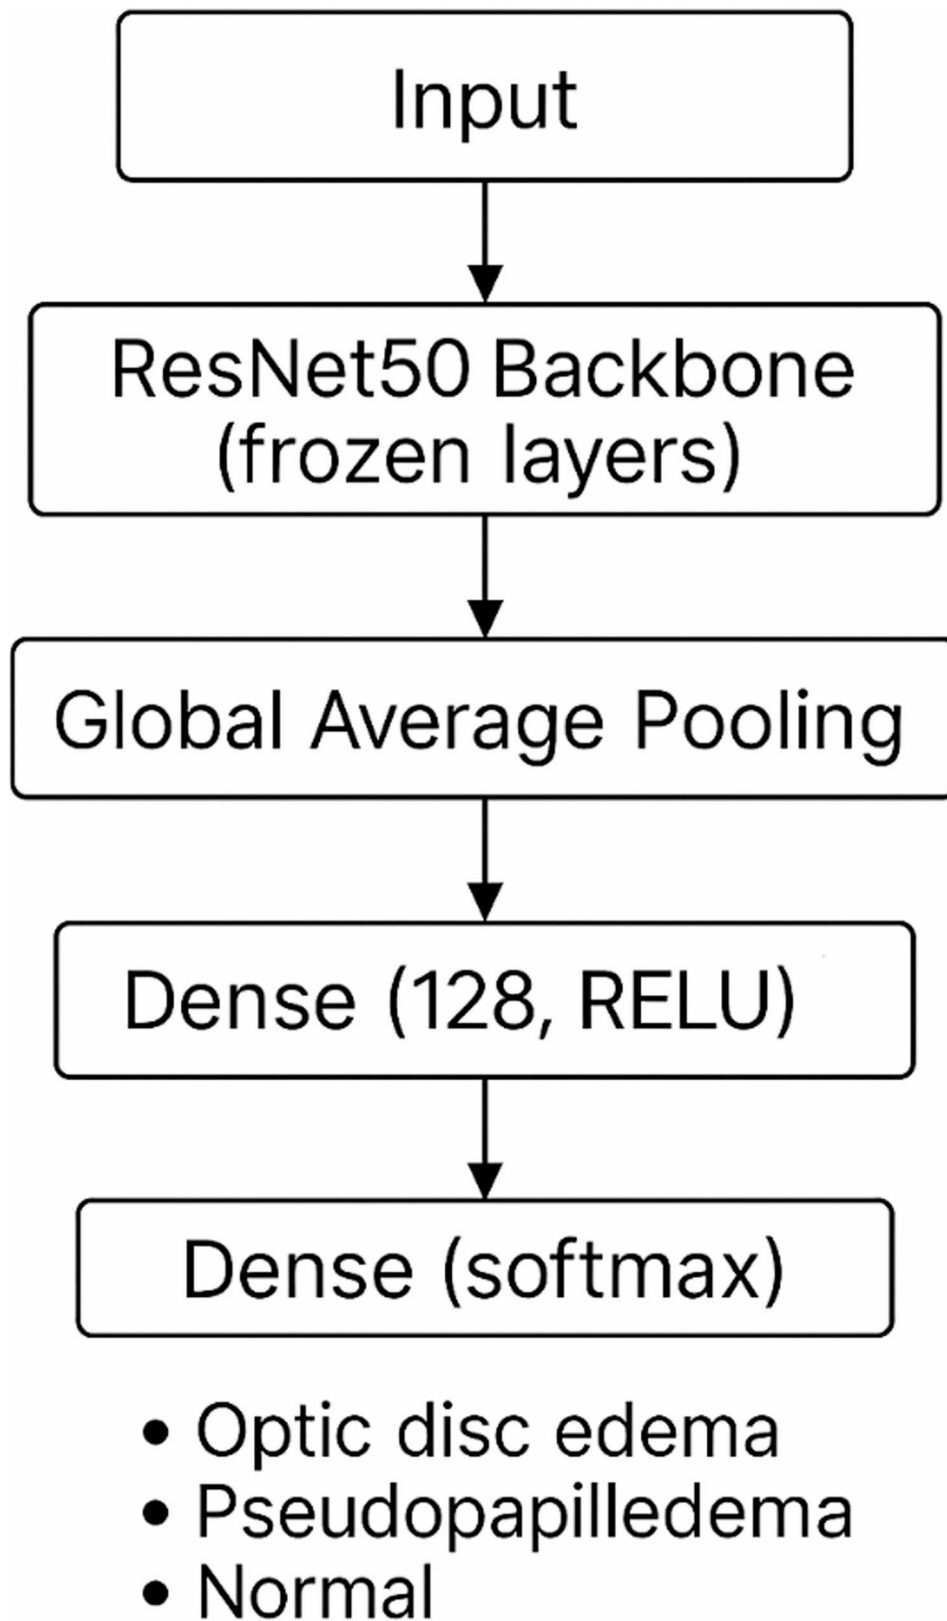 Input
ResNet50 Backbone
(frozen layers)
Global Average Pooling
Dense (128, RELU)
Dense (softmax)
• Optic disc edema
• Pseudopapilledema
• Normal